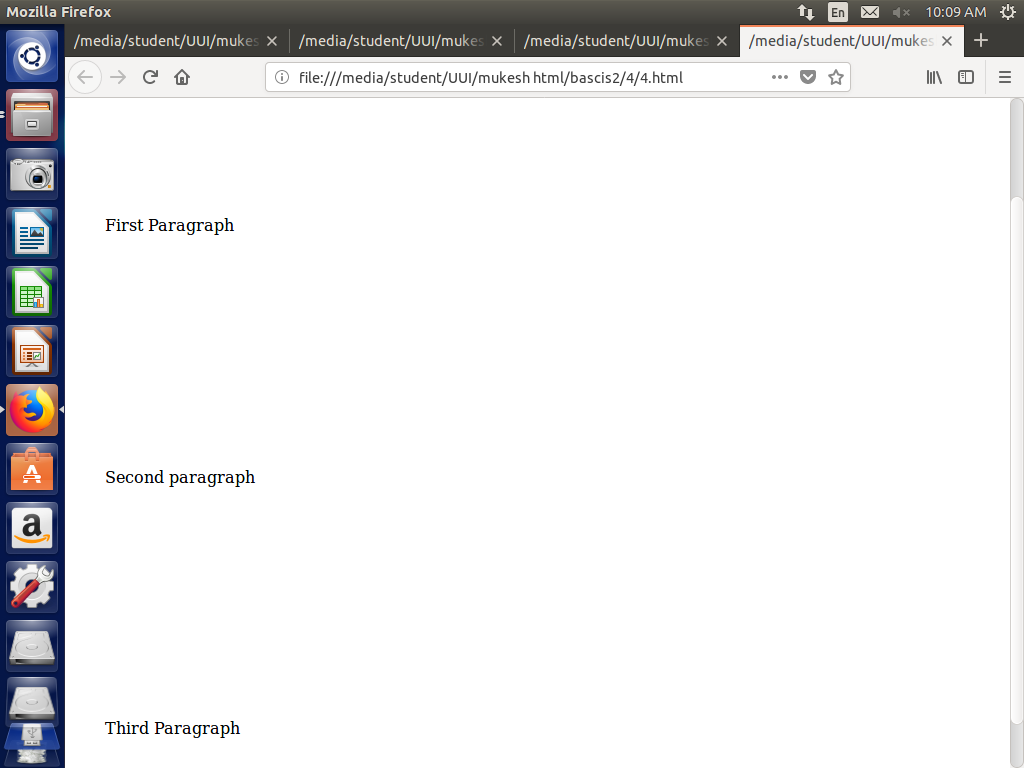 Mozilla Firefox
En
10:09 AM
/media/student/UUI/mukes
/media/student/UUI/mukes
/media/student/UUI/mukes
/media/student/UUI/mukes
file:///media/student/UUI/mukesh html/bascis2/4/4.html
First Paragraph
Second paragraph
Third Paragraph